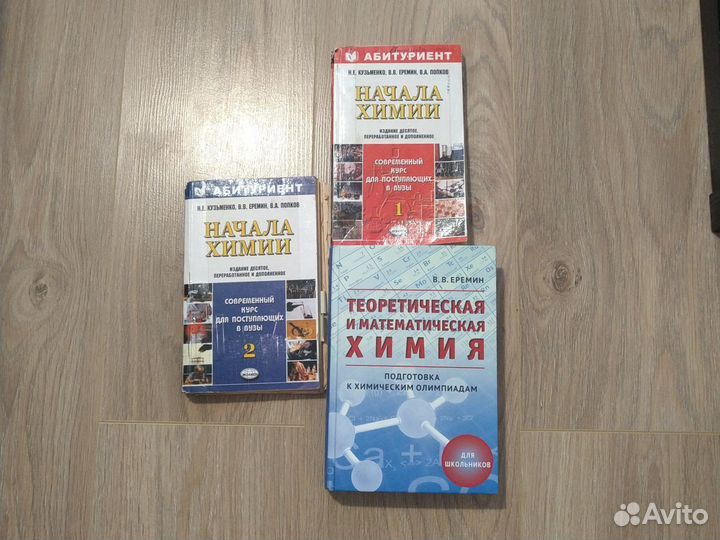 АБИТУРИЕНТ
Н.Е. КУЗЬМЕНКО, В.В. ЕРЕМИН, В.А. ПОПКОВ
НАЧАЛА
ХИМИИ
ИЗДАНИЕ ДЕСЯТОЕ,
ПЕРЕРАБОТАННОЕ И ДОПОЛНЕННОЕ
СОВРЕМЕННЫЙ
КУРС
ДЛЯ ПОСТУПАЮЩИХ
В ВУЗЫ
1
АБИТУРИЕНТ
Н.Е. КУЗЬМЕНКО, В.В. ЕРЕМИН, В.А. ПОПКОВ
НАЧАЛА
ХИМИИ
ИЗДАНИЕ ДЕСЯТОЕ,
ПЕРЕРАБОТАННОЕ И ДОПОЛНЕННОЕ
СОВРЕМЕННЫЙ
КУРС
ДЛЯ ПОСТУПАЮЩИХ
В ВУЗЫ
2
В. В. ЕРЕМИН
ТЕОРЕТИЧЕСКАЯ
И МАТЕМАТИЧЕСКАЯ
ХИМИЯ
ПОДГОТОВКА
К ХИМИЧЕСКИМ ОЛИМПИАДАМ
ДЛЯ
ШКОЛЬНИКОВ
Avito